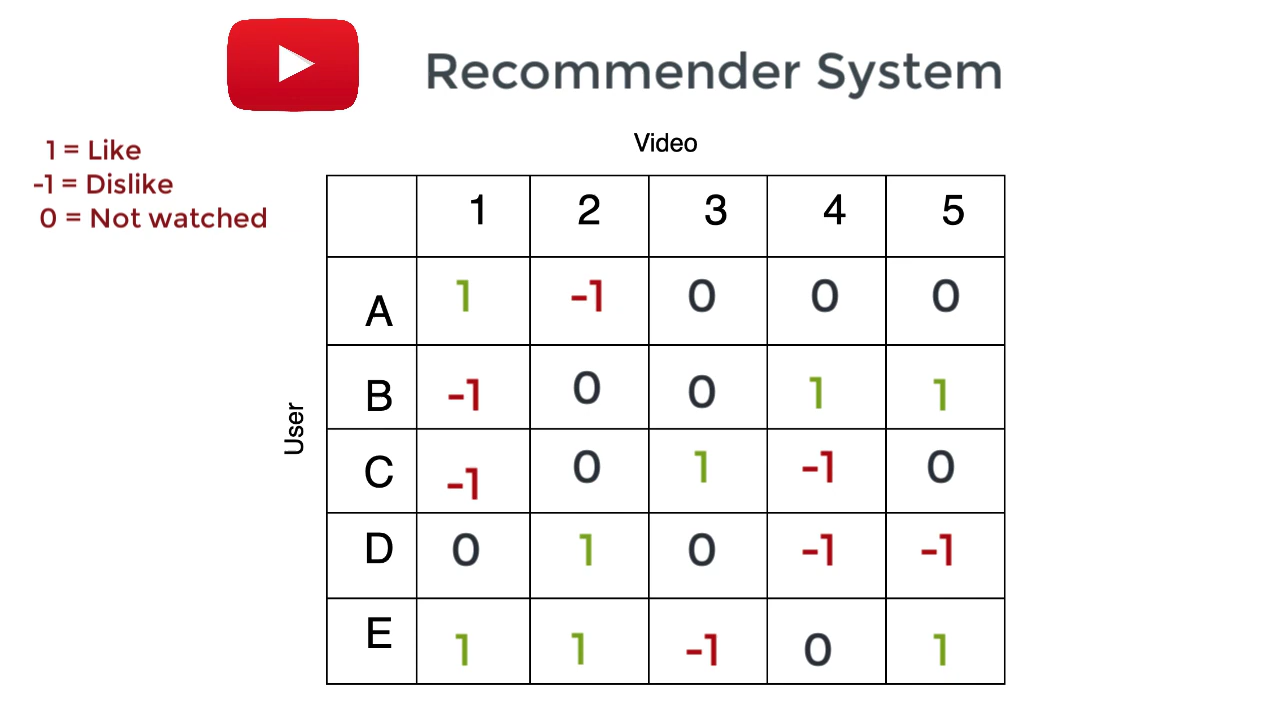 Recommender System
Video
1 = Like
-1 = Dislike
0 = Not watched
1 2 3 4 5
A 1 -1 0 0 0
B -1 0 0 1 1
C -1 0 1 -1 0
D 0 1 0 -1 -1
E 1 1 -1 0 1
User